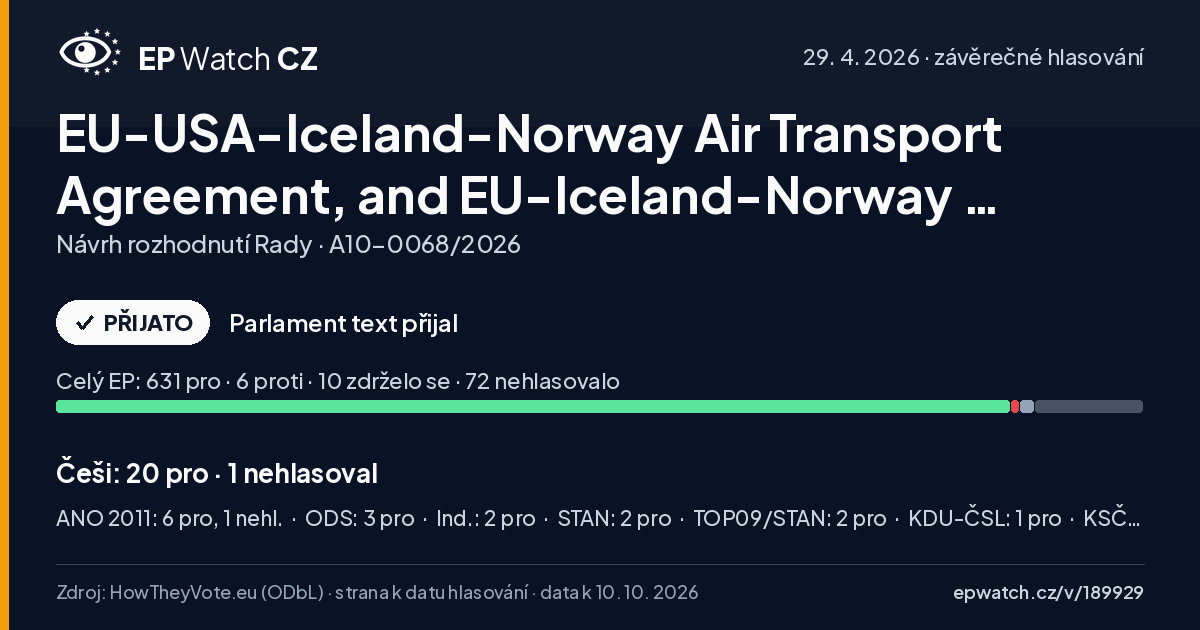 EP Watch CZ
29. 4. 2026 · závěrečné hlasování
EU-USA-Iceland-Norway Air Transport
Agreement, and EU-Iceland-Norway …
Návrh rozhodnutí Rady · A10-0068/2026
✓ PŘIJATO
Parlament text přijal
Celý EP: 631 pro · 6 proti · 10 zdrželo se · 72 nehlasovalo
Češi: 20 pro · 1 nehlasoval
ANO 2011: 6 pro, 1 nehl. · ODS: 3 pro · Ind.: 2 pro · STAN: 2 pro · TOP09/STAN: 2 pro · KDU-ČSL: 1 pro · KSČ…
Zdroj: HowTheyVote.eu (ODbL) · strana k datu hlasování · data k 10. 10. 2026
epwatch.cz/v/189929